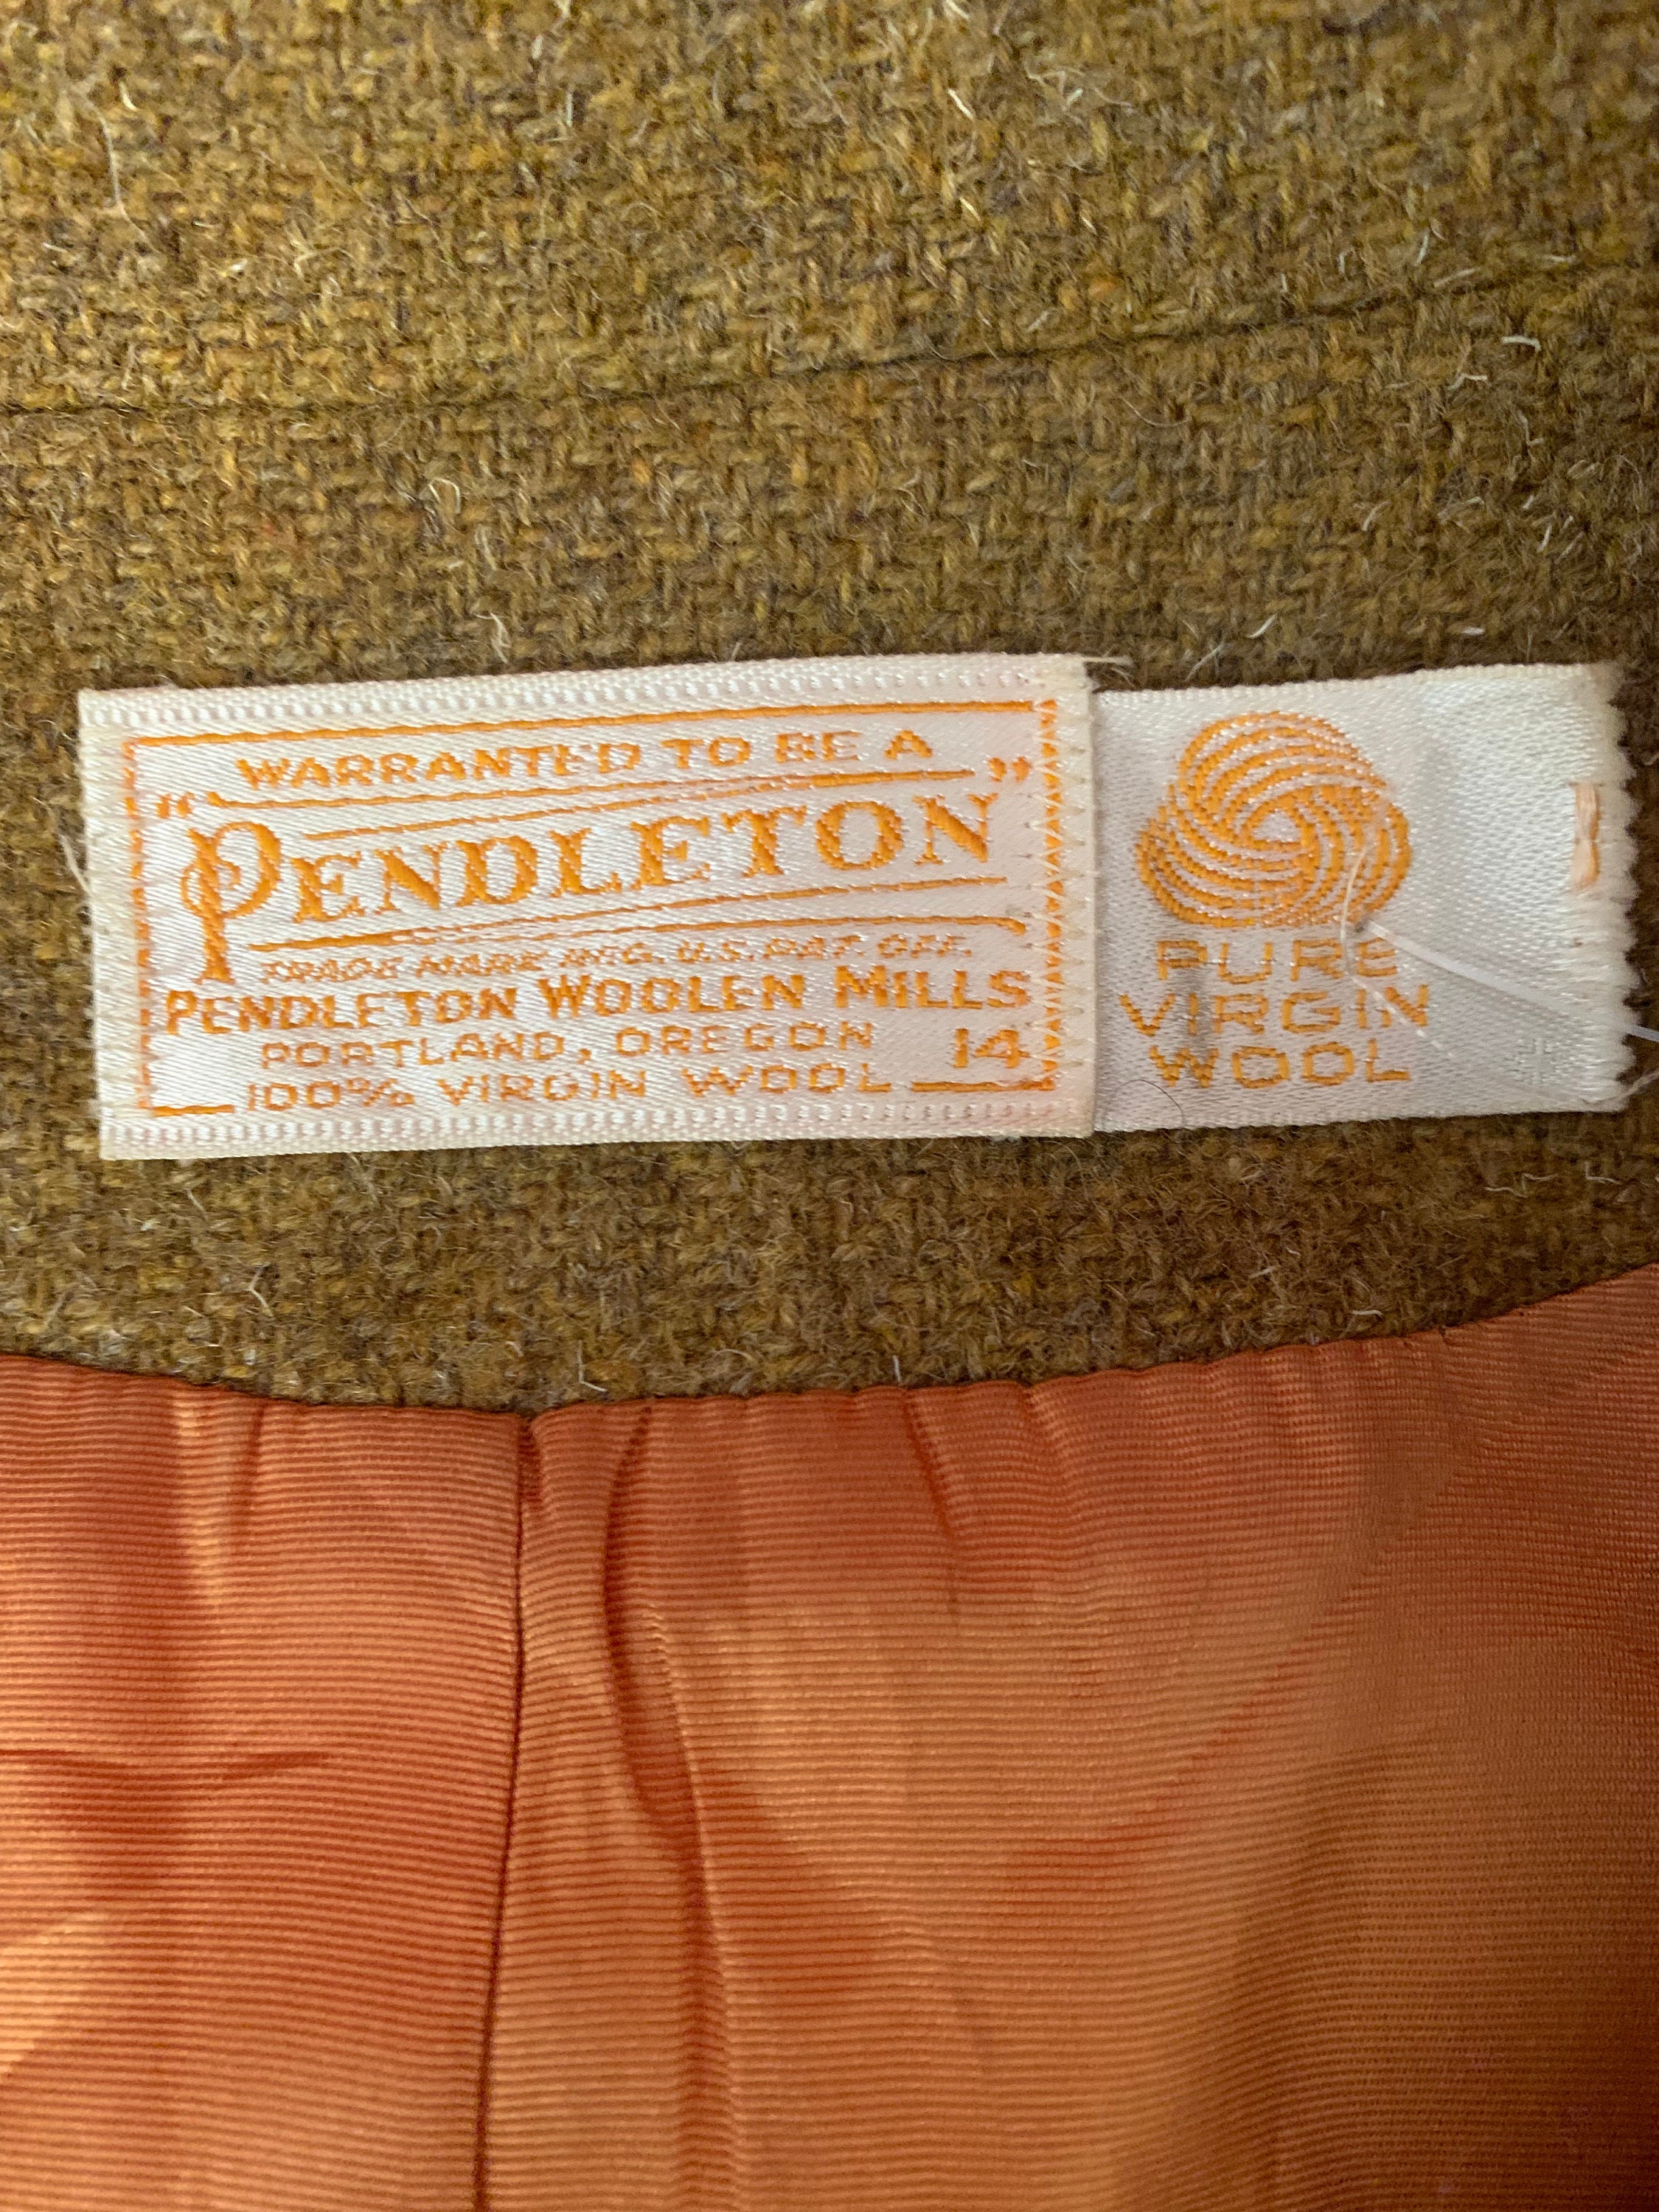 WARRANTED TO BE A
"PENDLETON"
TRADE MARK REG. U.S. PAT. OFF.
PENDLETON WOOLEN MILLS
PORTLAND, OREGON 14
100% VIRGIN WOOL
PURE
VIRGIN
WOOL